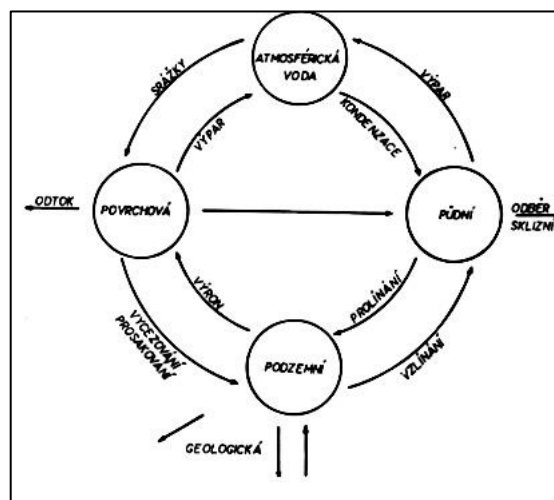 ATMOSFÉRICKÁ
VODA
SRÁŽKY
VÝPAR
VÝPAR
KONDENZACE
ODTOK
POVRCHOVÁ
PŮDNÍ
ODBĚR
SKLIZNÍ
VÝRON
PROLÍNÁNÍ
VYCEZOVÁNÍ
PROSAKOVÁNÍ
PODZEMNÍ
VZLÍNÁNÍ
GEOLOGICKÁ